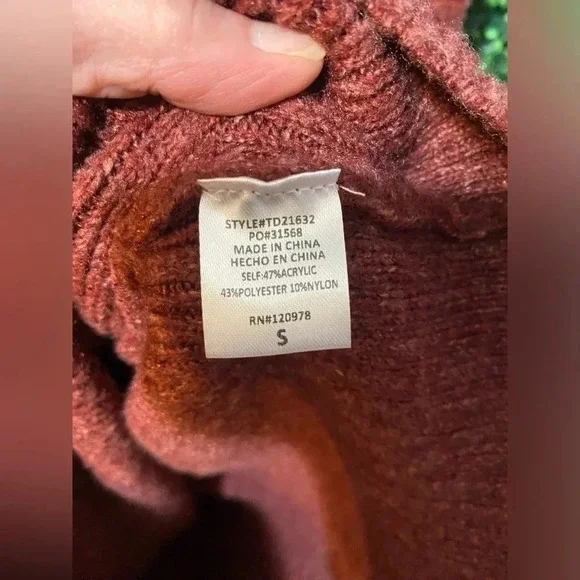 STYLE#TD21632
PO#31568
MADE IN CHINA
HECHO EN CHINA
SELF:47%ACRYLIC
43%POLYESTER 10%NYLON
RN#120978
S